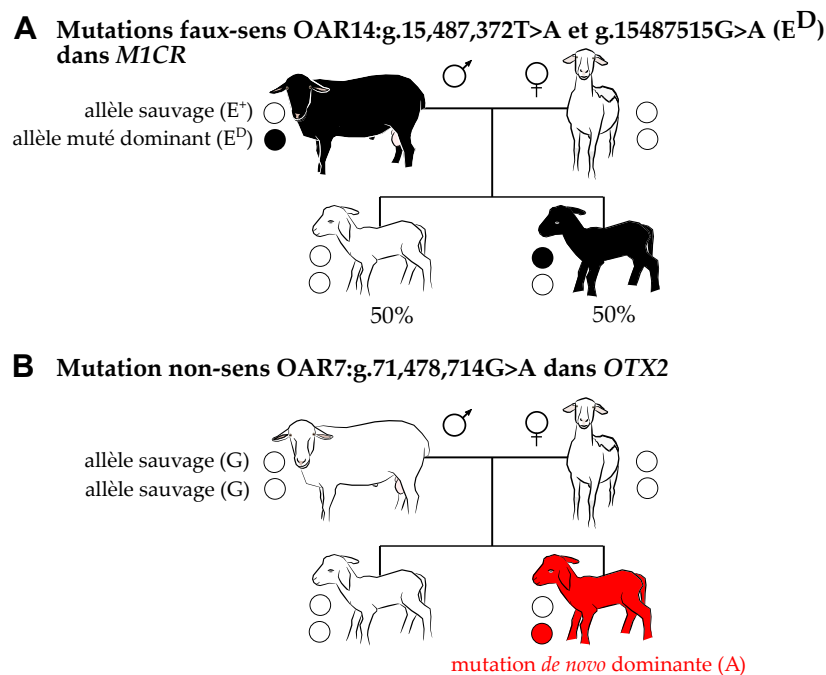 A Mutations faux-sens OAR14:g.15,487,372T>A et g.15487515G>A (Eᴰ)
dans M1CR
♂ ♀
allèle sauvage (E⁺)
allèle muté dominant (Eᴰ)
50% 50%
B Mutation non-sens OAR7:g.71,478,714G>A dans OTX2
♂ ♀
allèle sauvage (G)
allèle sauvage (G)
mutation de novo dominante (A)